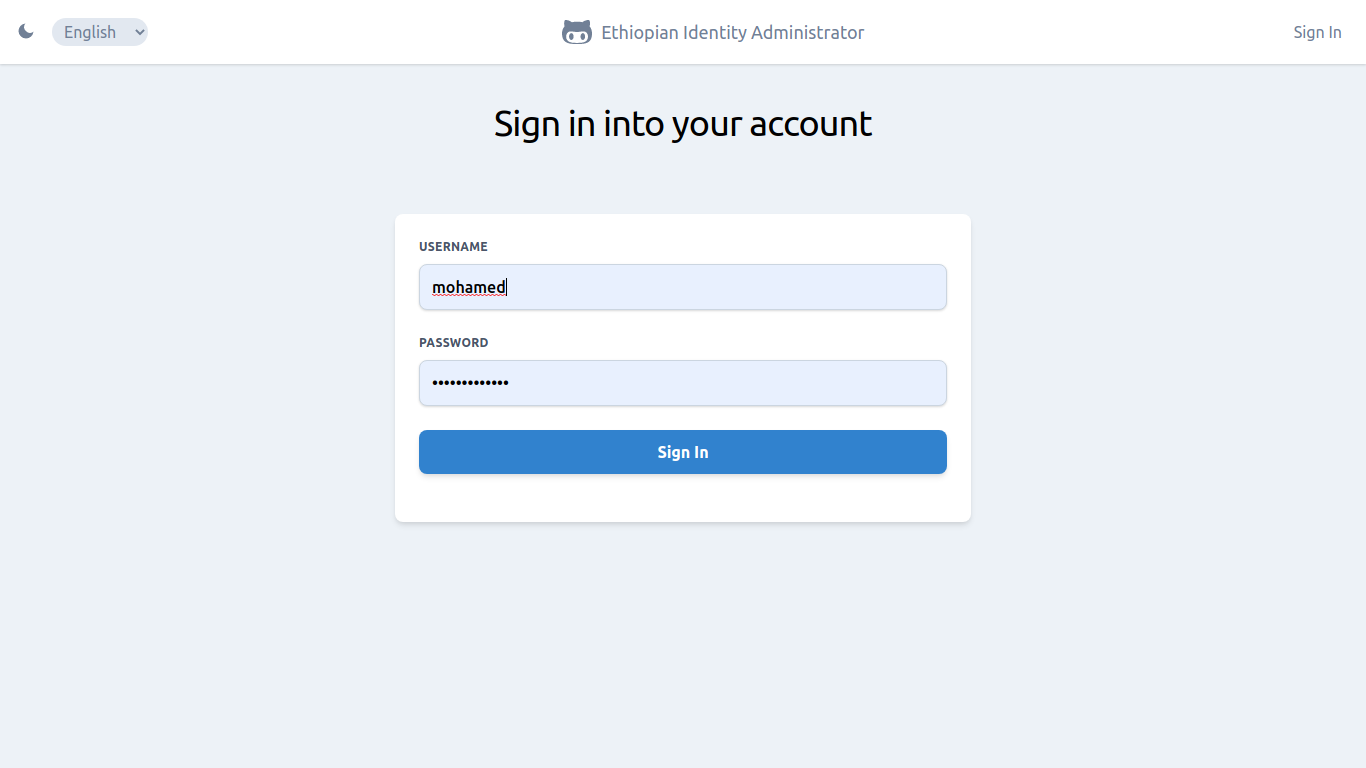 English
Ethiopian Identity Administrator
Sign In
Sign in into your account
USERNAME
mohamed
PASSWORD
•••••••••••••
Sign In